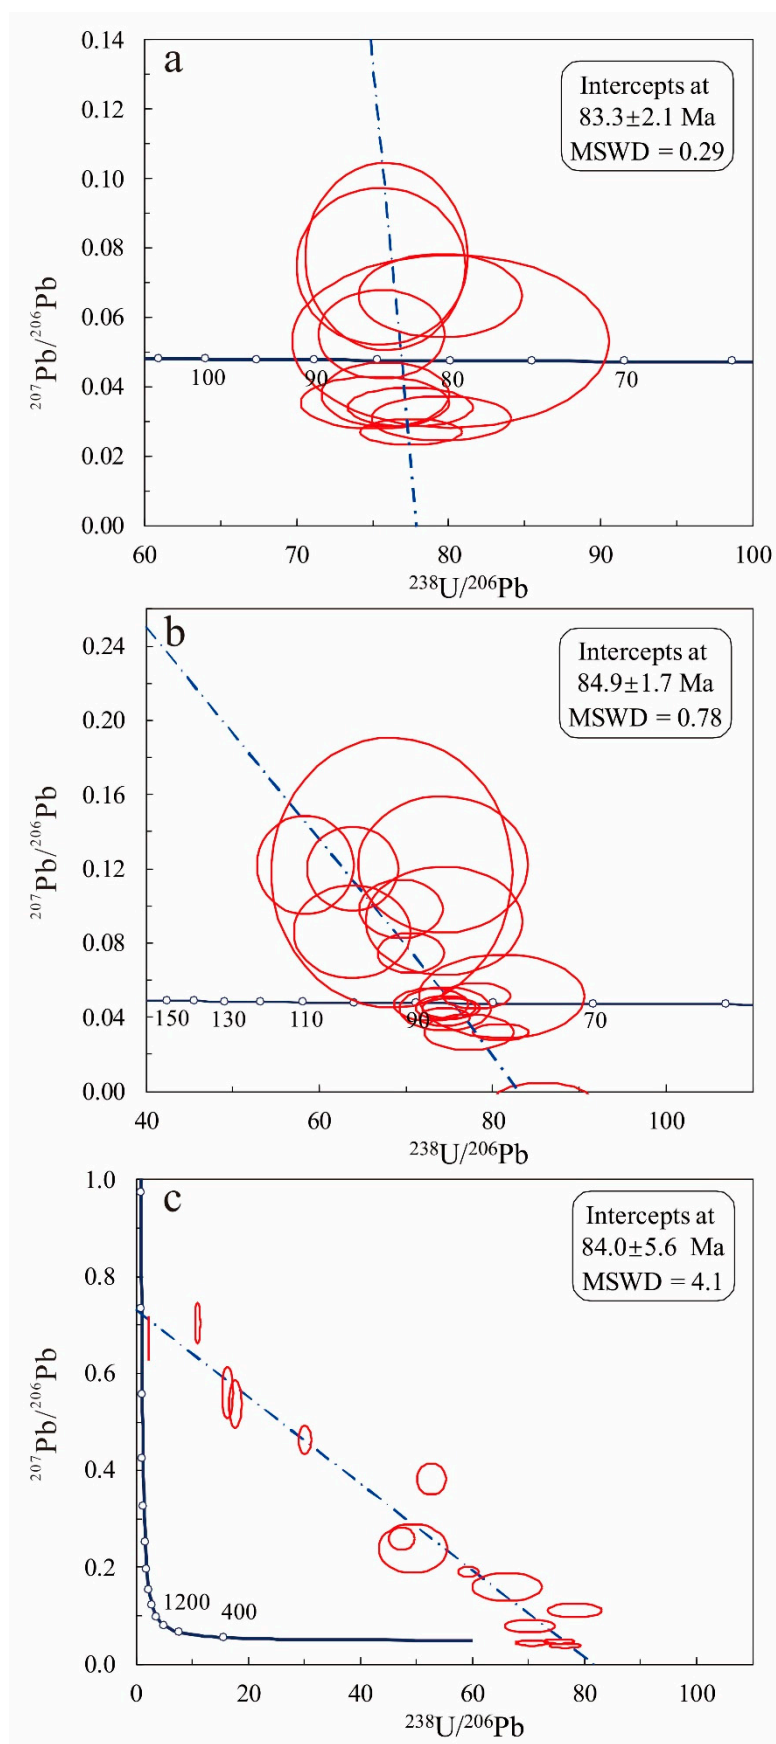 a
Intercepts at
83.3±2.1 Ma
MSWD = 0.29
0.14
0.12
0.10
0.08
0.06
0.04
0.02
0.00
²⁰⁷Pb/²⁰⁶Pb
100
90
80
70
60
70
80
90
100
²³⁸U/²⁰⁶Pb
b
Intercepts at
84.9±1.7 Ma
MSWD = 0.78
0.24
0.20
0.16
0.12
0.08
0.04
0.00
²⁰⁷Pb/²⁰⁶Pb
150
130
110
90
70
40
60
80
100
²³⁸U/²⁰⁶Pb
c
Intercepts at
84.0±5.6 Ma
MSWD = 4.1
1.0
0.8
0.6
0.4
0.2
0.0
²⁰⁷Pb/²⁰⁶Pb
1200
400
0
20
40
60
80
100
²³⁸U/²⁰⁶Pb